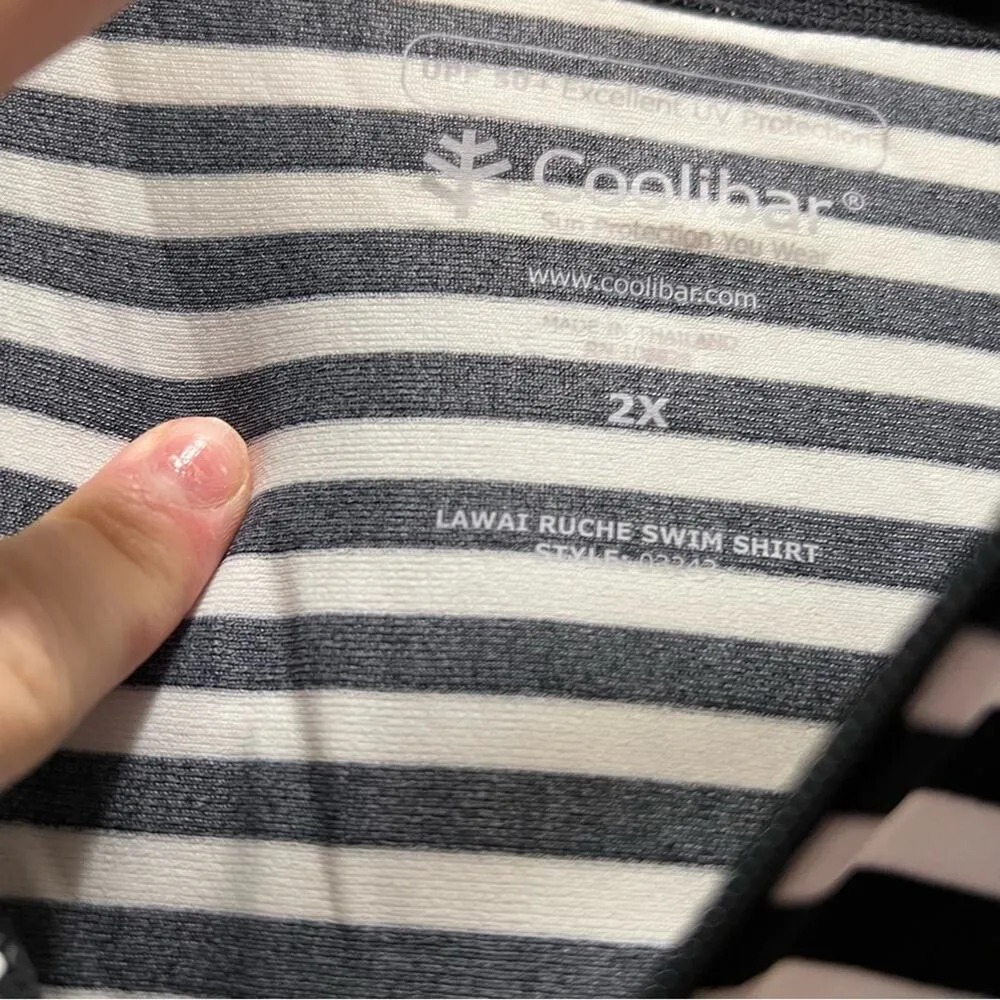 UPF 50+ Excellent UV Protection
Coolibar®
Sun Protection You Wear
www.coolibar.com
MADE IN THAILAND
2X
LAWAI RUCHE SWIM SHIRT
STYLE: